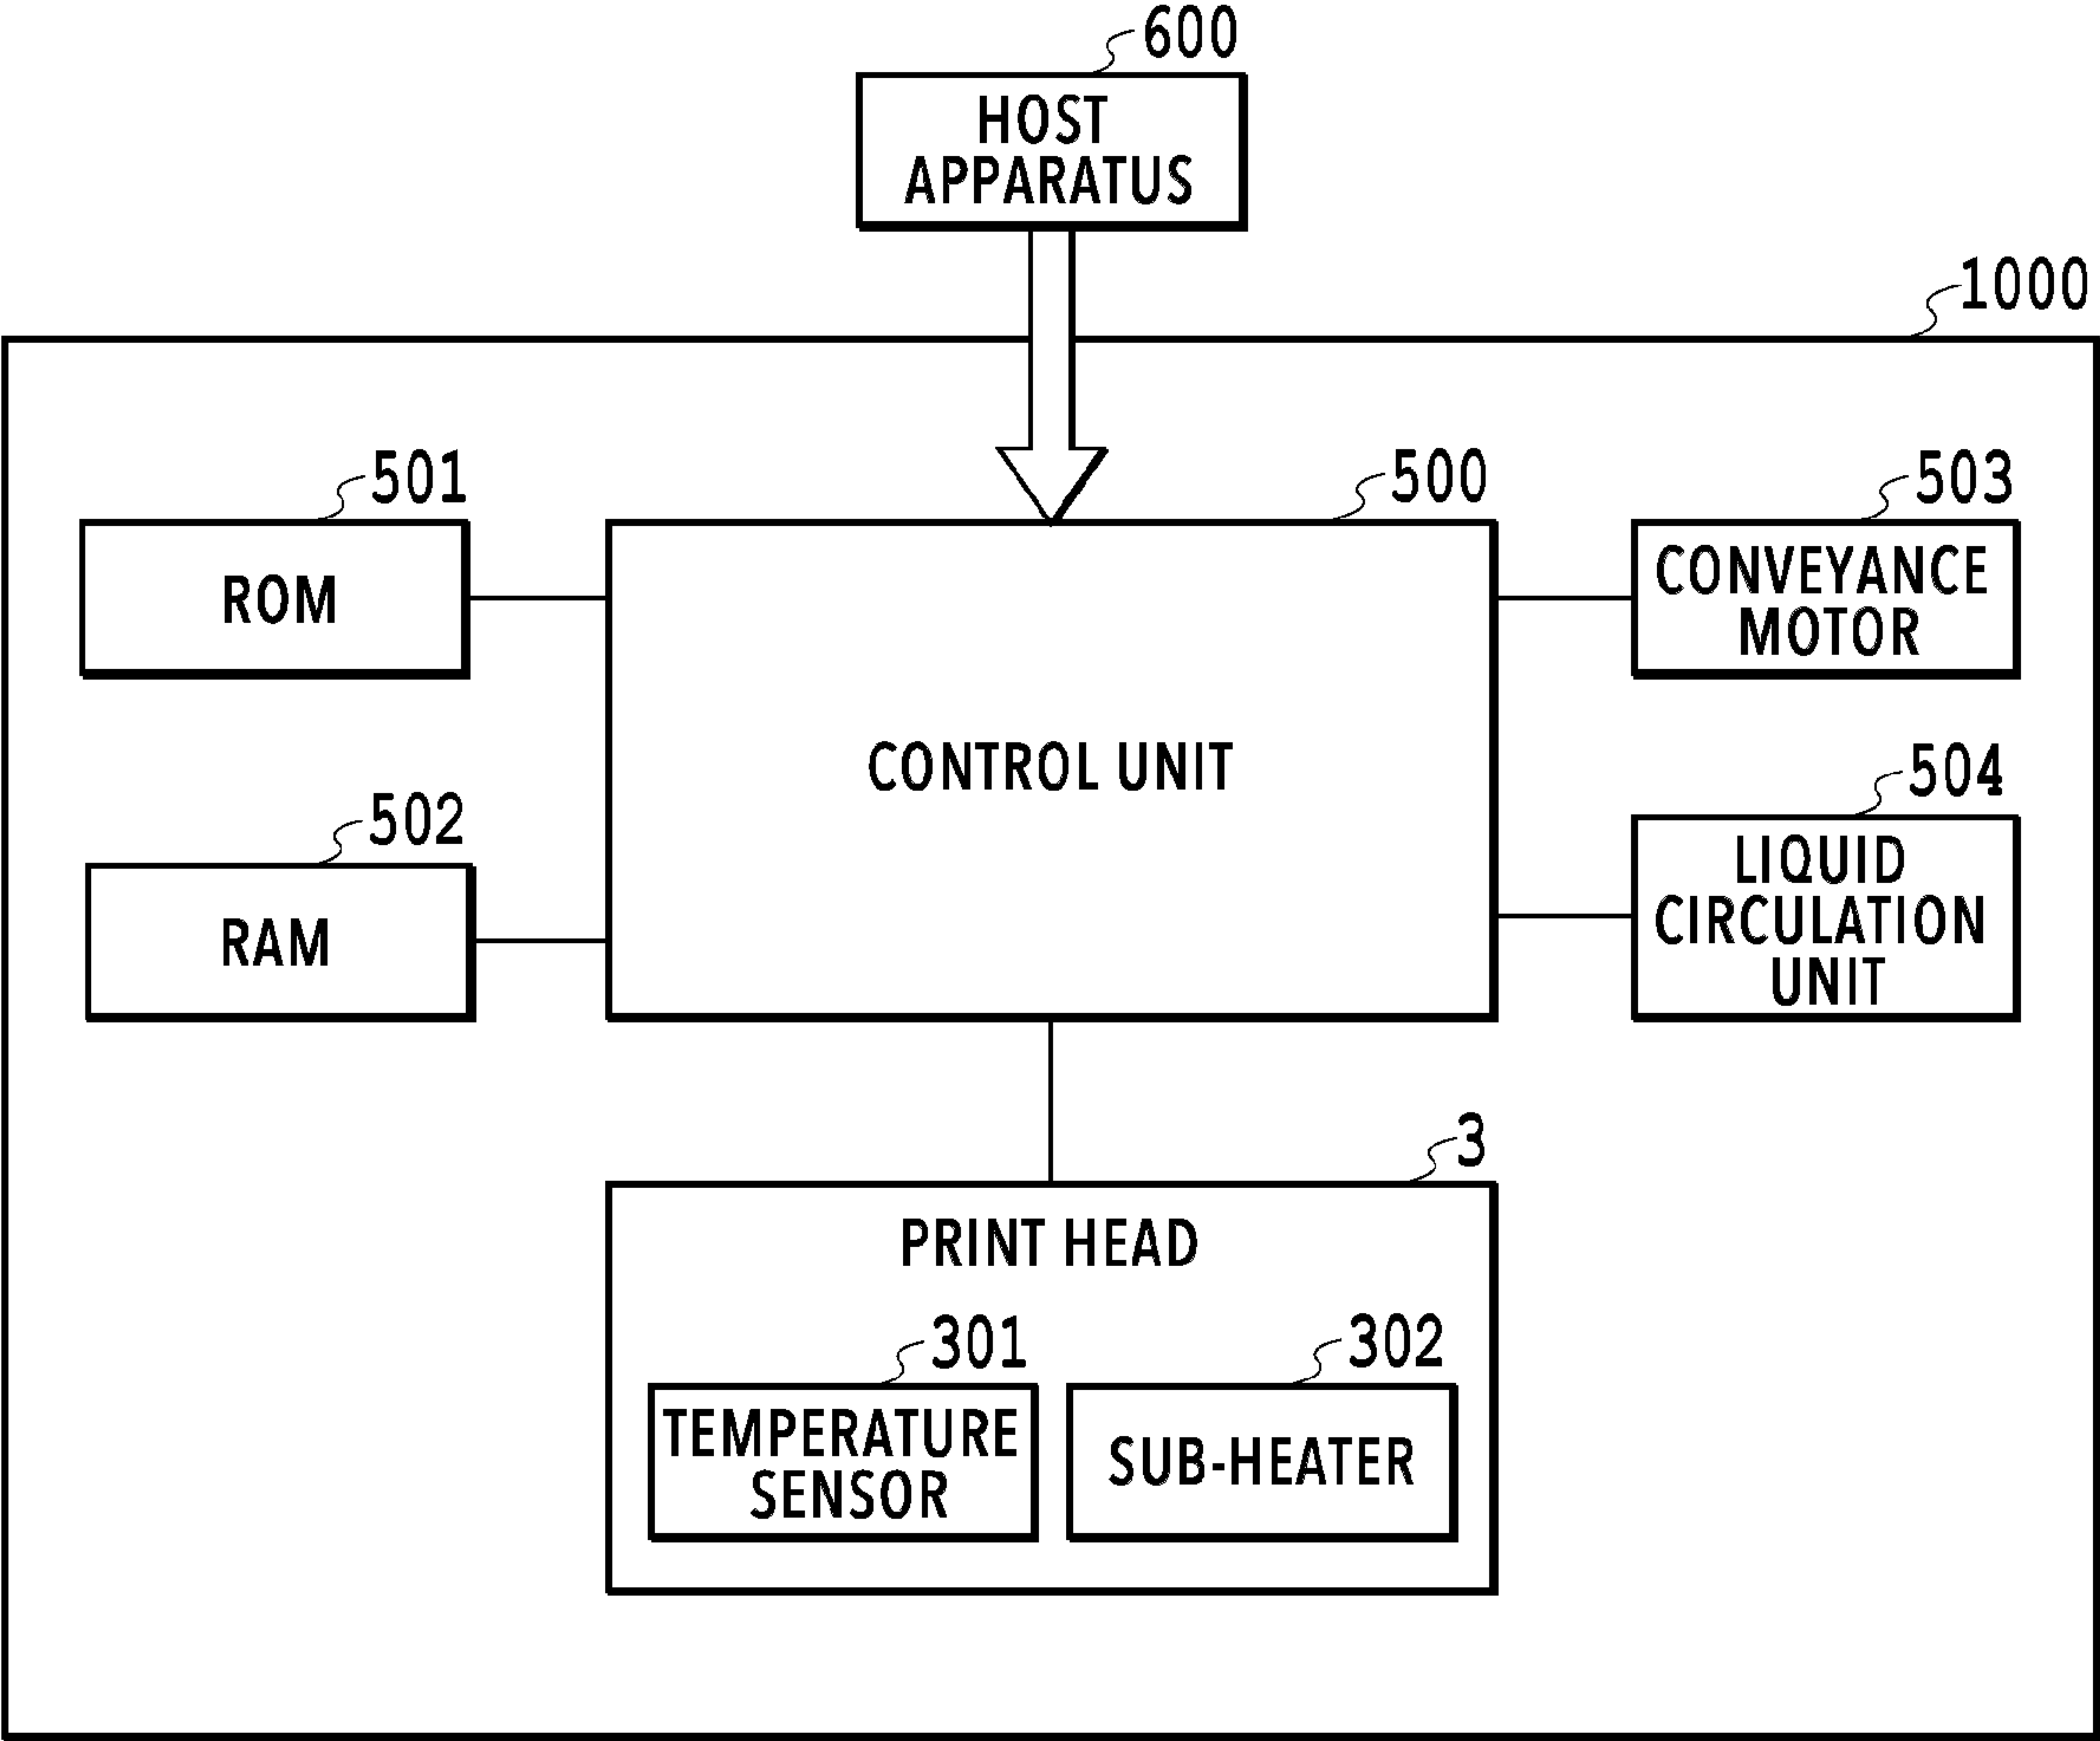 600
HOST
APPARATUS
1000
501
500
503
ROM
CONVEYANCE
MOTOR
CONTROL UNIT
502
504
RAM
LIQUID
CIRCULATION
UNIT
3
PRINT HEAD
301
302
TEMPERATURE
SENSOR
SUB-HEATER